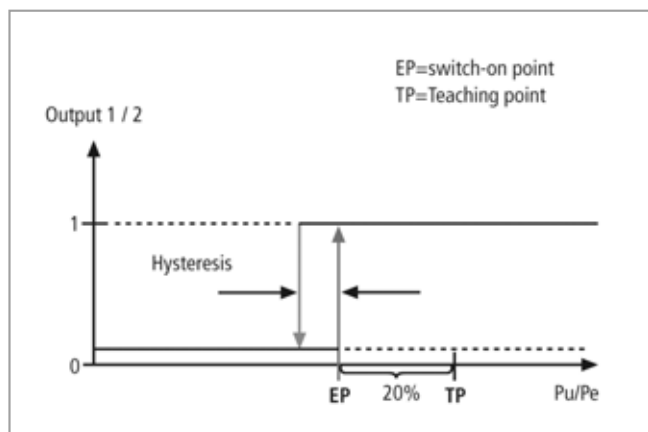 EP=switch-on point
TP=Teaching point
Output 1 / 2
1
Hysteresis
0
EP 20% TP Pu/Pe